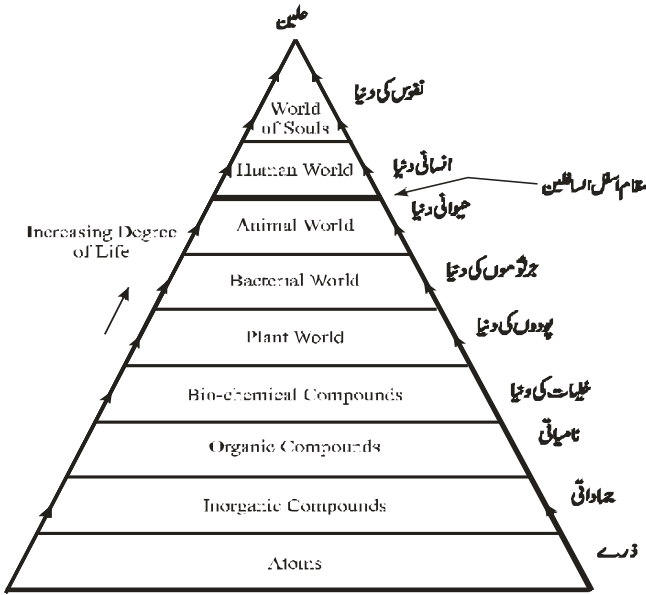 علیین
نفوس کی دنیا
World
of Souls
انسانی دنیا
Human World
مقام اسفل السافلین
حیوانی دنیا
Animal World
Increasing Degree
of Life
جرثوموں کی دنیا
Bacterial World
پودوں کی دنیا
Plant World
خلیات کی دنیا
Bio-chemical Compounds
نامیاتی
Organic Compounds
جماداتی
Inorganic Compounds
ذرے
Atoms